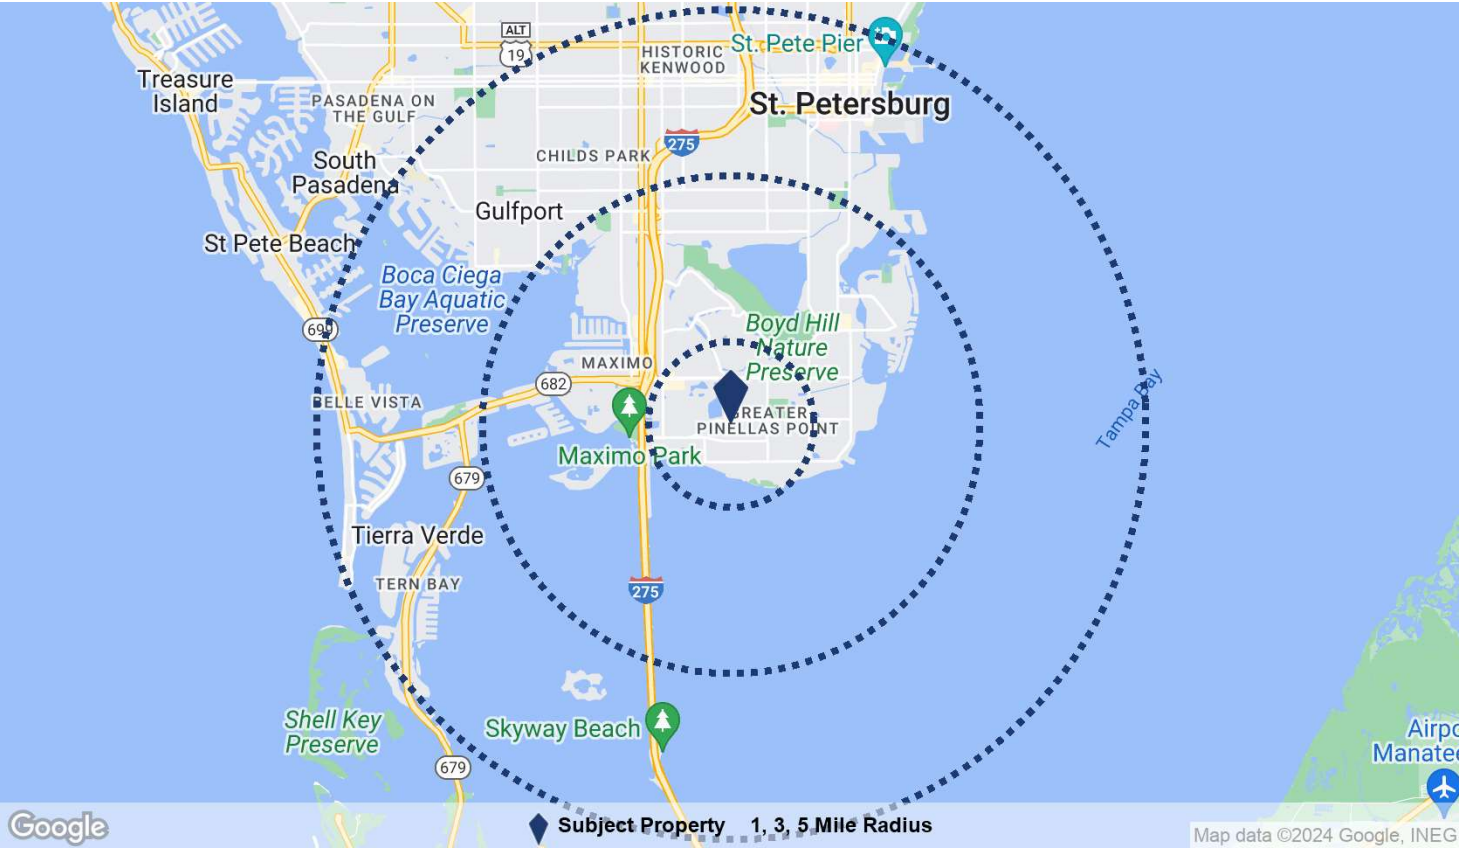 ALT
19
HISTORIC
KENWOOD
St. Pete Pier
Treasure
Island
PASADENA ON
THE GULF
St. Petersburg
275
CHILDS PARK
South
Pasadena
Gulfport
St Pete Beach
Boca Ciega
Bay Aquatic
Preserve
699
Boyd Hill
Nature
Preserve
MAXIMO
682
BELLE VISTA
GREATER
PINELLAS POINT
Tampa Bay
Maximo Park
679
Tierra Verde
TERN BAY
275
Shell Key
Preserve
Skyway Beach
679
Airpo
Manatee
Google
Subject Property 1, 3, 5 Mile Radius
Map data ©2024 Google, INEG